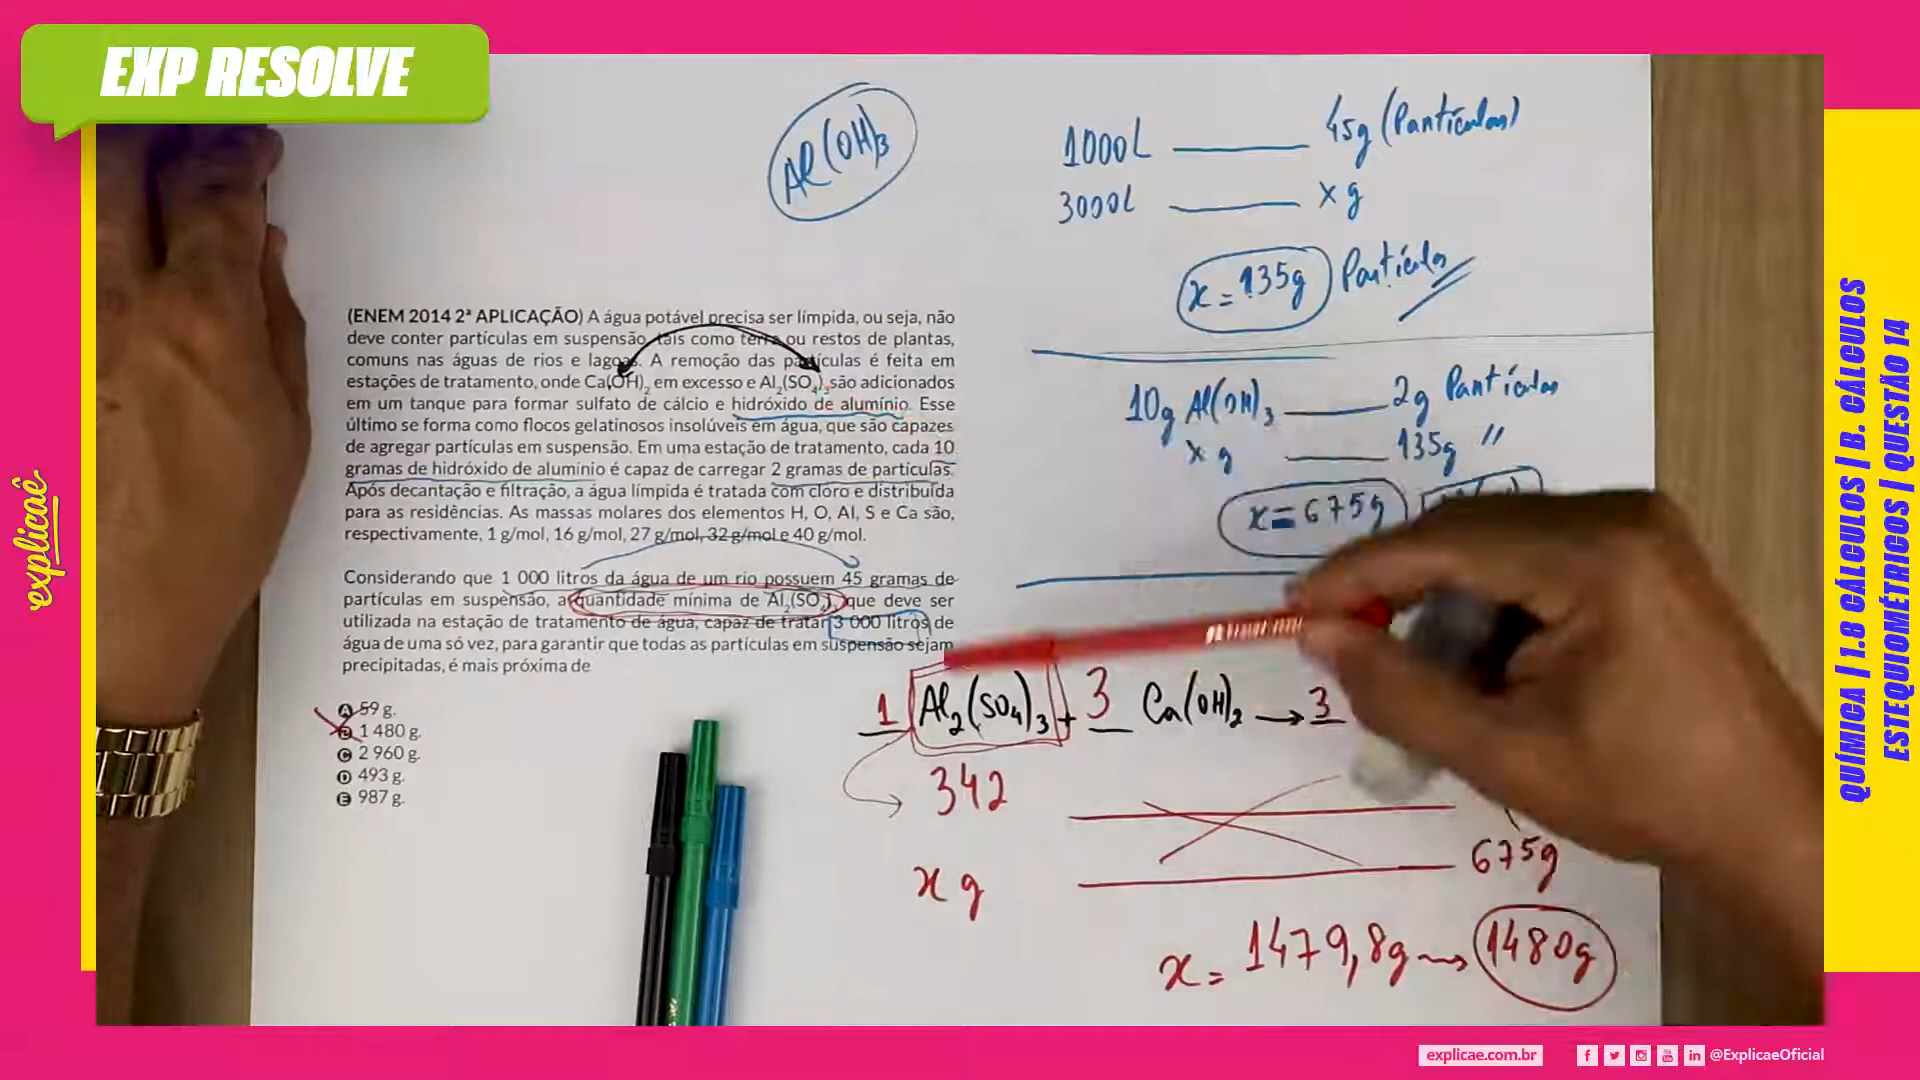 EXP RESOLVE
Al(OH)3
1000L 45g (Partículas)
3000L x g
x = 135g Partículas
(ENEM 2014 2ª APLICAÇÃO) A água potável precisa ser límpida, ou seja, não
deve conter partículas em suspensão, tais como terra ou restos de plantas,
comuns nas águas de rios e lagoas. A remoção das partículas é feita em
estações de tratamento, onde Ca(OH)2 em excesso e Al2(SO4)3 são adicionados
em um tanque para formar sulfato de cálcio e hidróxido de alumínio. Esse
último se forma como flocos gelatinosos insolúveis em água, que são capazes
de agregar partículas em suspensão. Em uma estação de tratamento, cada 10
gramas de hidróxido de alumínio é capaz de carregar 2 gramas de partículas.
Após decantação e filtração, a água límpida é tratada com cloro e distribuída
para as residências. As massas molares dos elementos H, O, Al, S e Ca são,
respectivamente, 1 g/mol, 16 g/mol, 27 g/mol, 32 g/mol e 40 g/mol.
Considerando que 1 000 litros da água de um rio possuem 45 gramas de
partículas em suspensão, a quantidade mínima de Al2(SO4)3 que deve ser
utilizada na estação de tratamento de água, capaz de tratar 3 000 litros de
água de uma só vez, para garantir que todas as partículas em suspensão sejam
precipitadas, é mais próxima de
A 59 g.
B 1 480 g.
C 2 960 g.
D 493 g.
E 987 g.
10g Al(OH)3 2g Partículas
x g 135g "
x = 675g
1 Al2(SO4)3 + 3 Ca(OH)2 → 3
342
x g 675g
x = 1479,8g → 1480g
explicaê
QUÍMICA | 1.8 CÁLCULOS | B. CÁLCULOS
ESTEQUIOMÉTRICOS | QUESTÃO 14
explicae.com.br
@ExplicaeOficial